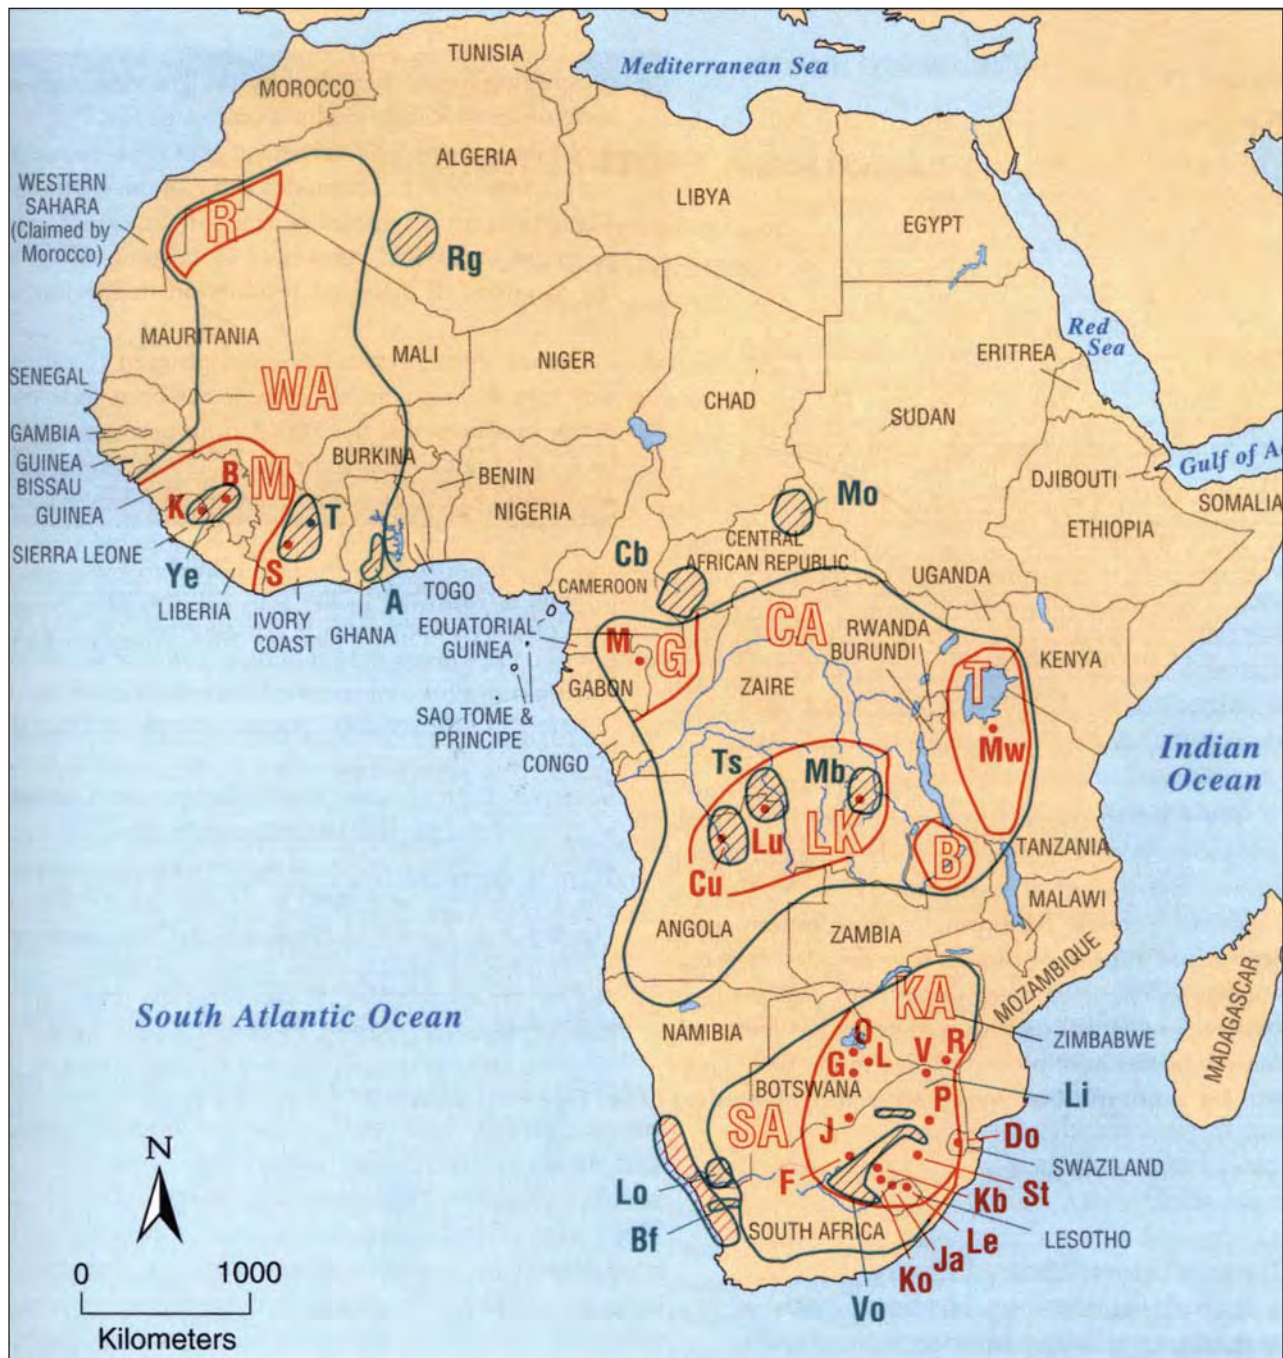 TUNISIA
Mediterranean Sea
MOROCCO
ALGERIA
WESTERN
SAHARA
(Claimed by
Morocco)
LIBYA
EGYPT
R
Rg
MAURITANIA
MALI
NIGER
Red
Sea
ERITREA
SENEGAL
WA
CHAD
SUDAN
GAMBIA
GUINEA
BISSAU
BURKINA
BENIN
Gulf of A
DJIBOUTI
SOMALIA
GUINEA
B
M
K
T
NIGERIA
Mo
ETHIOPIA
SIERRA LEONE
CENTRAL
AFRICAN REPUBLIC
Cb
Ye
S
CAMEROON
UGANDA
LIBERIA
IVORY
COAST
GHANA
A
TOGO
EQUATORIAL
GUINEA
M
G
CA
RWANDA
BURUNDI
KENYA
GABON
ZAIRE
T
SAO TOME &
PRINCIPE
CONGO
Mw
Indian
Ocean
Ts
Mb
Lu
LK
B
TANZANIA
Cu
MALAWI
ANGOLA
ZAMBIA
MOZAMBIQUE
MADAGASCAR
South Atlantic Ocean
NAMIBIA
KA
ZIMBABWE
O
G
L
V
R
BOTSWANA
P
Li
SA
J
Do
SWAZILAND
N
F
Kb
St
Lo
Bf
SOUTH AFRICA
Le
LESOTHO
Ja
Ko
Vo
0 1000
Kilometers